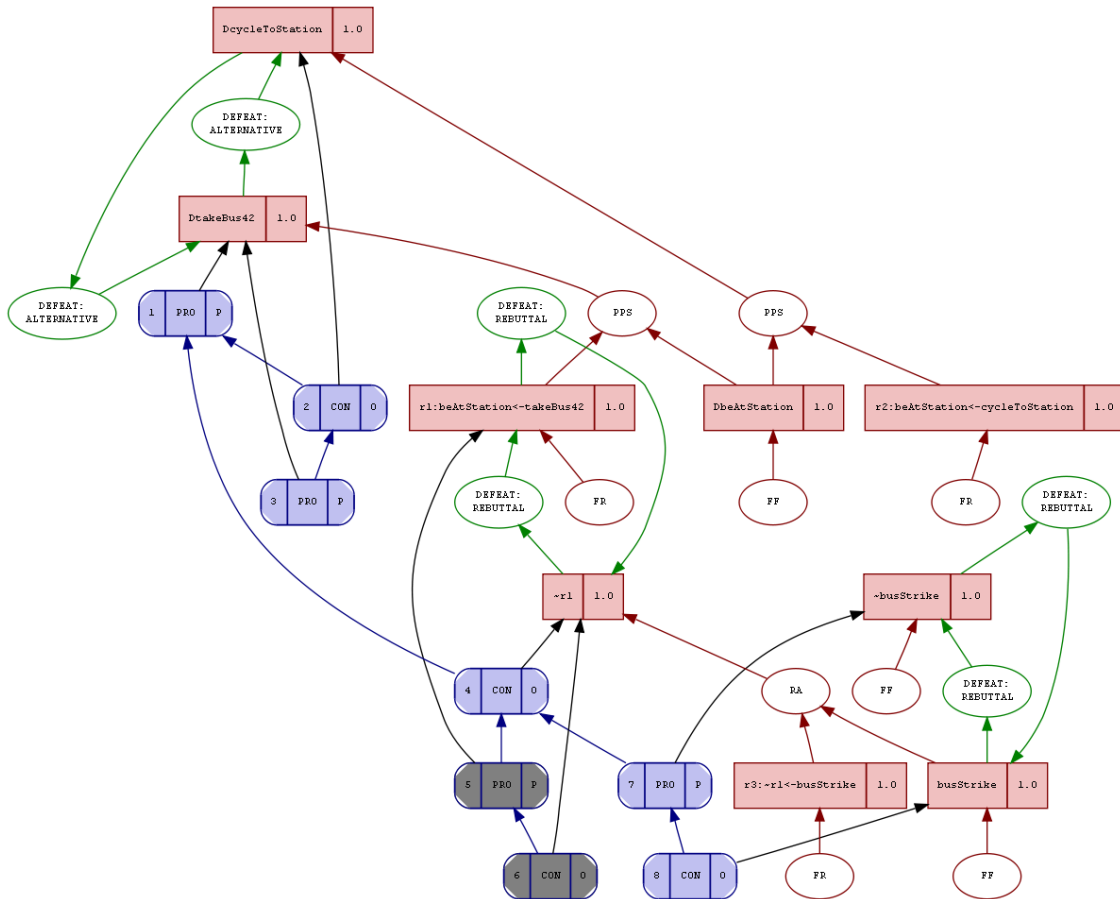 DcycleToStation 1.0
DEFEAT:
ALTERNATIVE
DtakeBus42 1.0
DEFEAT:
ALTERNATIVE
1 PRO P
DEFEAT:
REBUTTAL
PPS
PPS
2 CON O
r1:beAtStation<-takeBus42 1.0
DbeAtStation 1.0
r2:beAtStation<-cycleToStation 1.0
3 PRO P
DEFEAT:
REBUTTAL
FR
FF
FR
DEFEAT:
REBUTTAL
~r1 1.0
~busStrike 1.0
4 CON O
RA
FF
DEFEAT:
REBUTTAL
5 PRO P
7 PRO P
r3:~r1<-busStrike 1.0
busStrike 1.0
6 CON O
8 CON O
FR
FF